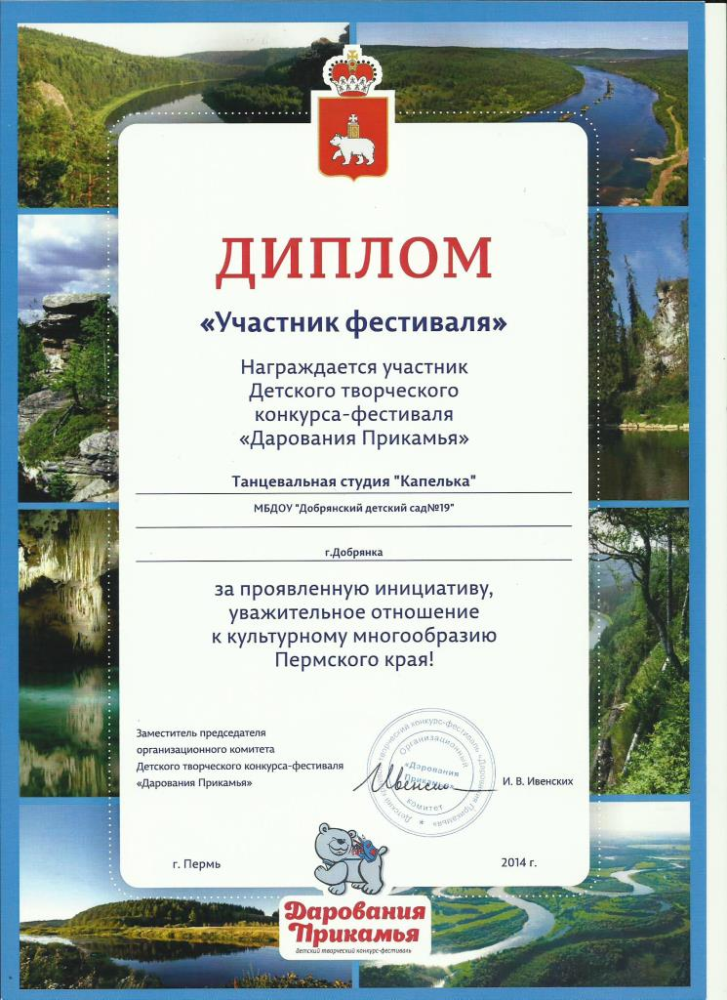 ДИПЛОМ
«Участник фестиваля»
Награждается участник
Детского творческого
конкурса-фестиваля
«Дарования Прикамья»
Танцевальная студия "Капелька"
МБДОУ "Добрянский детский сад№19"
г.Добрянка
за проявленную инициативу,
уважительное отношение
к культурному многообразию
Пермского края!
Заместитель председателя
организационного комитета
Детского творческого конкурса-фестиваля
«Дарования Прикамья»
Детский творческий конкурс-фестиваль «Дарования Прикамья»
Организационный
«Дарования
Прикамья»
комитет
И. В. Ивенских
г. Пермь
2014 г.
Дарования
Прикамья
детский творческий конкурс-фестиваль